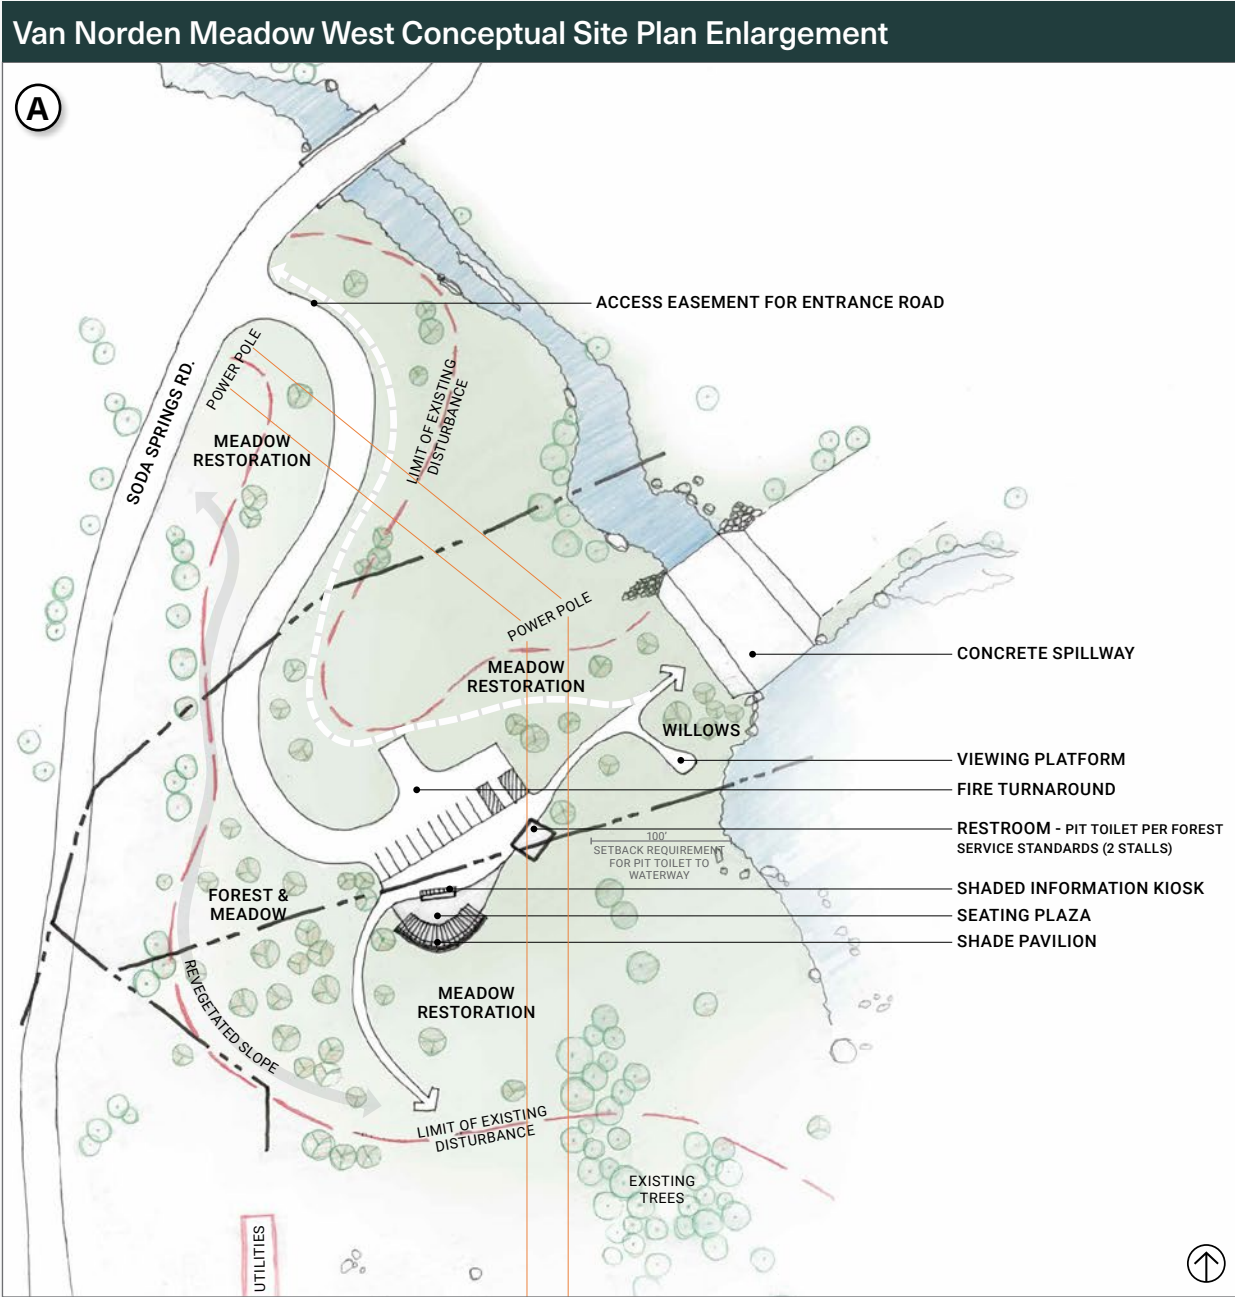 Van Norden Meadow West Conceptual Site Plan Enlargement
A
ACCESS EASEMENT FOR ENTRANCE ROAD
POWER POLE
SODA SPRINGS RD.
LIMIT OF EXISTING
DISTURBANCE
MEADOW
RESTORATION
POWER POLE
CONCRETE SPILLWAY
MEADOW
RESTORATION
WILLOWS
VIEWING PLATFORM
FIRE TURNAROUND
RESTROOM - PIT TOILET PER FOREST
SERVICE STANDARDS (2 STALLS)
100'
SETBACK REQUIREMENT
FOR PIT TOILET TO
WATERWAY
SHADED INFORMATION KIOSK
FOREST &
MEADOW
SEATING PLAZA
SHADE PAVILION
REVEGETATED SLOPE
MEADOW
RESTORATION
LIMIT OF EXISTING
DISTURBANCE
EXISTING
TREES
UTILITIES